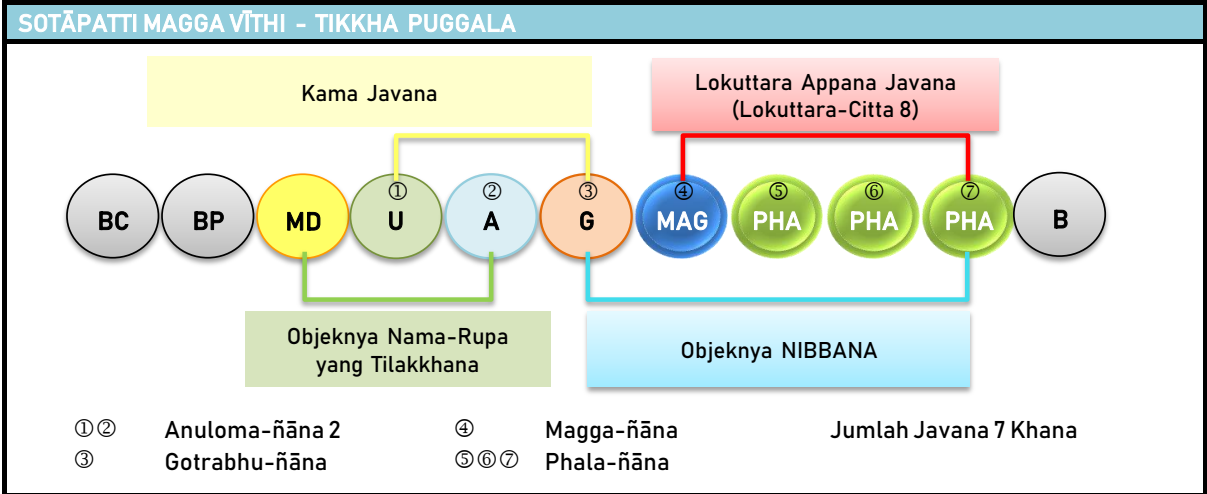 SOTĀPATTI MAGGA VĪTHI - TIKKHA PUGGALA
Kama Javana
Lokuttara Appana Javana
(Lokuttara-Citta 8)
BC BP MD ① U ② A ③ G ④ MAG ⑤ PHA ⑥ PHA ⑦ PHA B
Objeknya Nama-Rupa
yang Tilakkhana
Objeknya NIBBANA
①② Anuloma-ñāna 2 ④ Magga-ñāna Jumlah Javana 7 Khana
③ Gotrabhu-ñāna ⑤⑥⑦ Phala-ñāna